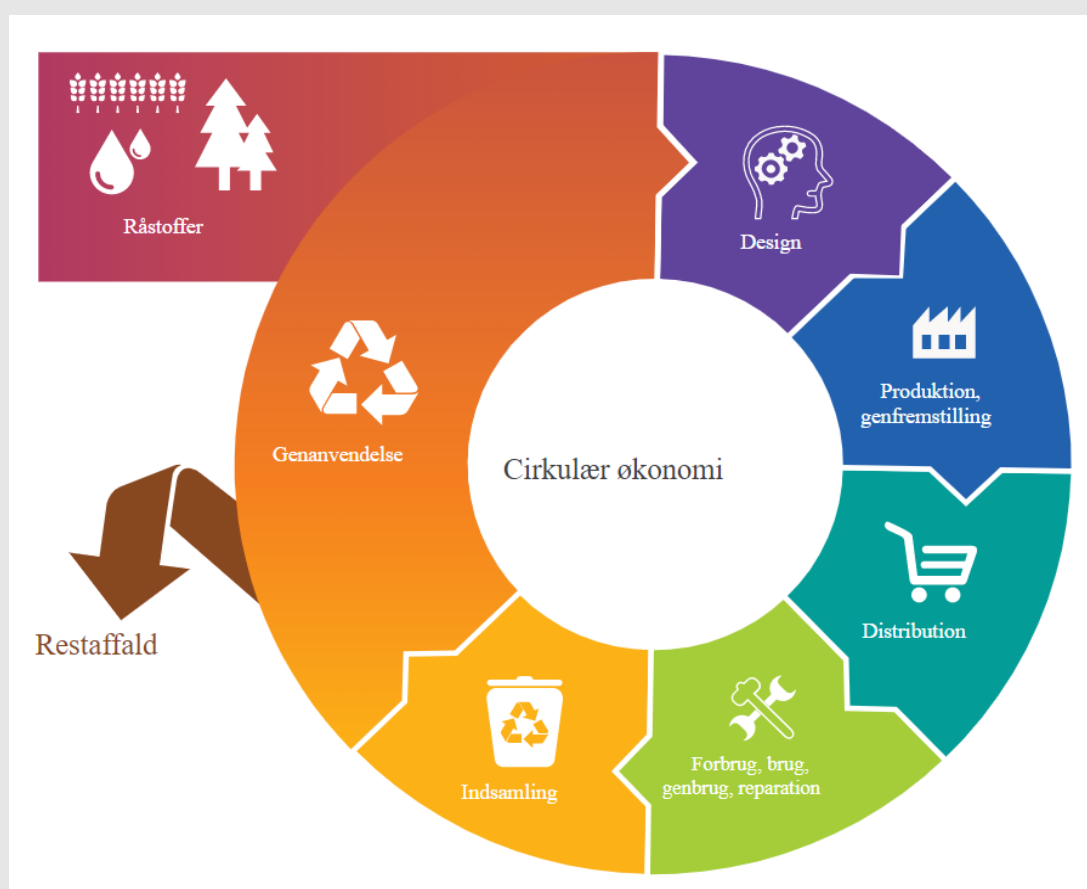 Råstoffer
Design
Produktion,
genfremstilling
Genanvendelse
Cirkulær økonomi
Distribution
Restaffald
Forbrug, brug,
genbrug, reparation
Indsamling